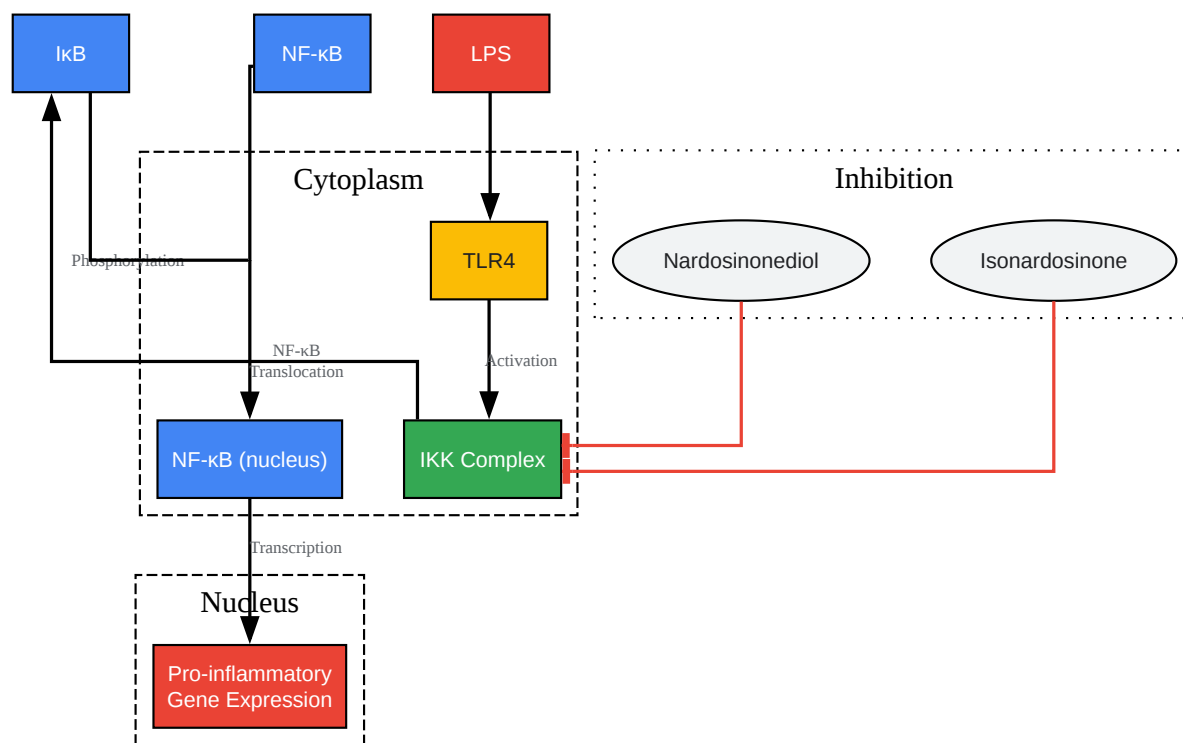 IκB
NF-κB
LPS
Cytoplasm
Inhibition
TLR4
Nardosinonediol
Isonardosinone
Phosphorylation
NF-κB
Translocation
Activation
NF-κB (nucleus)
IKK Complex
Transcription
Nucleus
Pro-inflammatory
Gene Expression